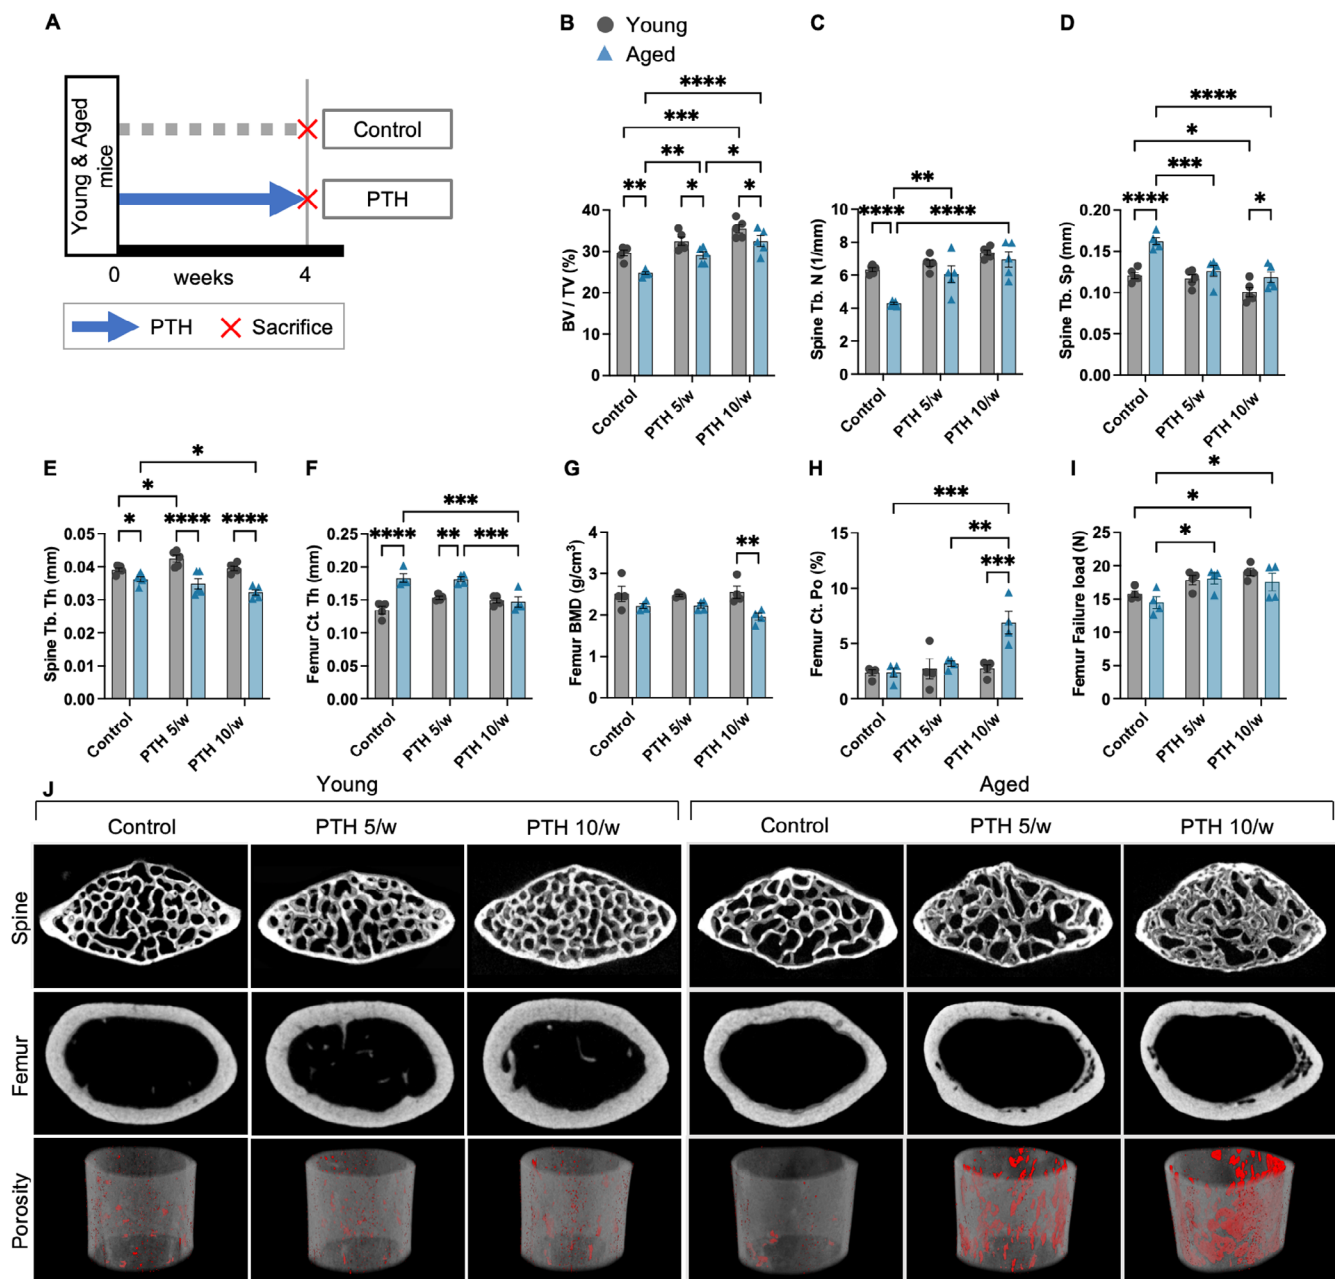 A
Young & Aged
mice
Control
PTH
0
weeks
4
PTH
Sacrifice
B
Young
Aged
****
***
**
*
**
*
*
40
30
20
10
0
BV / TV (%)
Control
PTH 5/w
PTH 10/w
C
**
****
****
10
8
6
4
2
0
Spine Tb. N (1/mm)
Control
PTH 5/w
PTH 10/w
D
****
*
***
****
*
0.20
0.15
0.10
0.05
0.00
Spine Tb. Sp (mm)
Control
PTH 5/w
PTH 10/w
E
*
*
*
****
****
0.05
0.04
0.03
0.02
0.01
0.00
Spine Tb. Th (mm)
Control
PTH 5/w
PTH 10/w
F
***
****
**
***
0.25
0.20
0.15
0.10
0.05
0.00
Femur Ct. Th (mm)
Control
PTH 5/w
PTH 10/w
G
**
4
3
2
1
0
Femur BMD (g/cm³)
Control
PTH 5/w
PTH 10/w
H
***
**
***
15
10
5
0
Femur Ct. Po (%)
Control
PTH 5/w
PTH 10/w
I
*
*
*
25
20
15
10
5
0
Femur Failure load (N)
Control
PTH 5/w
PTH 10/w
J
Young
Aged
Control
PTH 5/w
PTH 10/w
Control
PTH 5/w
PTH 10/w
Spine
Femur
Porosity